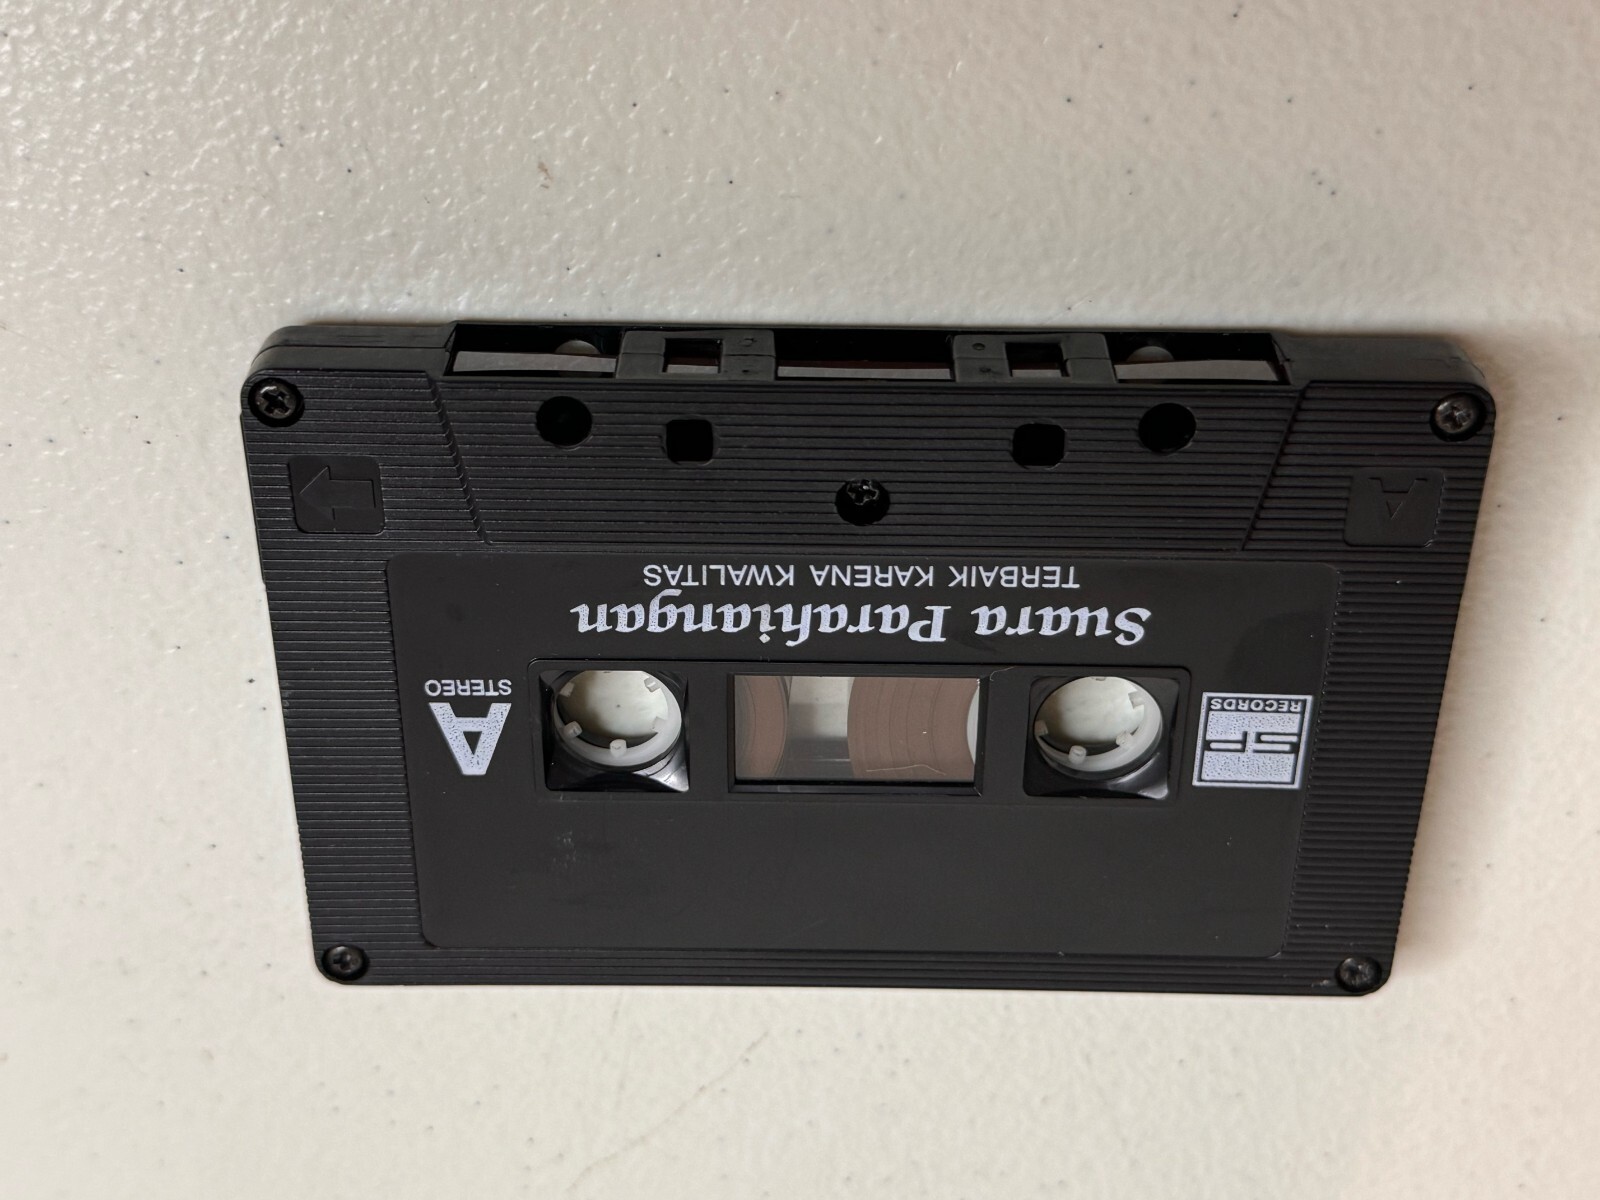 SP
RECORDS
A
STEREO
Suara Parahiangan
TERBAIK KARENA KWALITAS
A